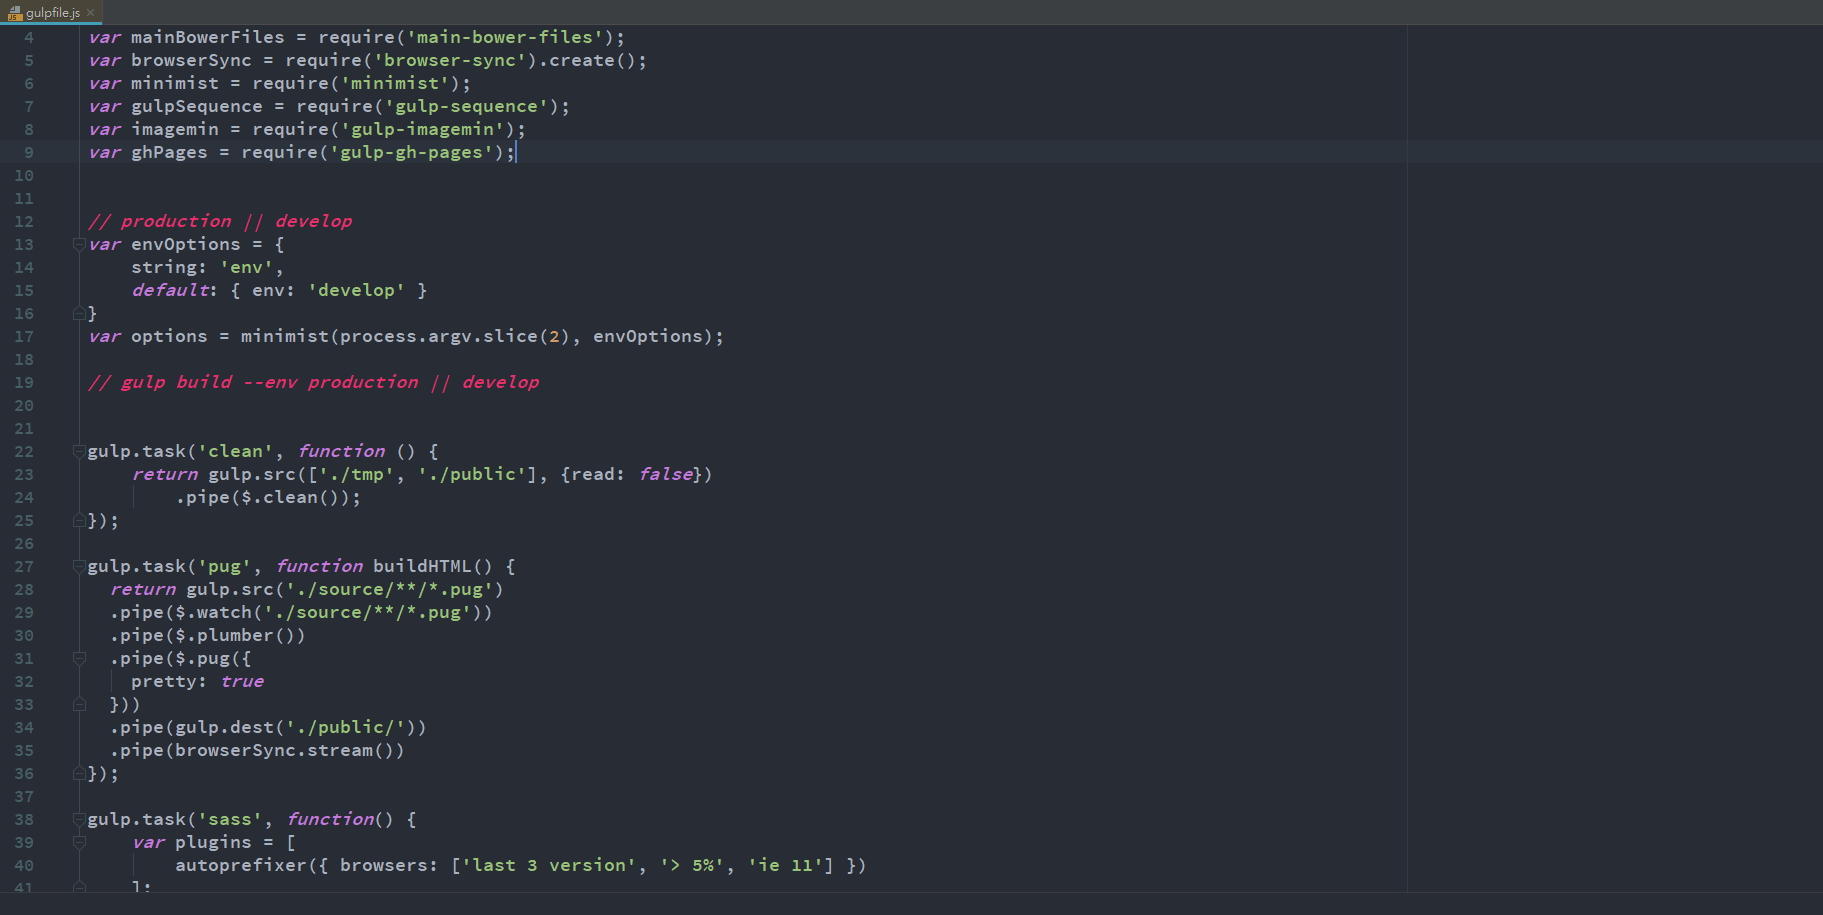 gulpfile.js ×
4 var mainBowerFiles = require('main-bower-files');
5 var browserSync = require('browser-sync').create();
6 var minimist = require('minimist');
7 var gulpSequence = require('gulp-sequence');
8 var imagemin = require('gulp-imagemin');
9 var ghPages = require('gulp-gh-pages');
10
11
12 // production || develop
13 var envOptions = {
14     string: 'env',
15     default: { env: 'develop' }
16 }
17 var options = minimist(process.argv.slice(2), envOptions);
18
19 // gulp build --env production || develop
20
21
22 gulp.task('clean', function () {
23     return gulp.src(['./tmp', './public'], {read: false})
24         .pipe($.clean());
25 });
26
27 gulp.task('pug', function buildHTML() {
28   return gulp.src('./source/**/*.pug')
29   .pipe($.watch('./source/**/*.pug'))
30   .pipe($.plumber())
31   .pipe($.pug({
32     pretty: true
33   }))
34   .pipe(gulp.dest('./public/'))
35   .pipe(browserSync.stream())
36 });
37
38 gulp.task('sass', function() {
39     var plugins = [
40         autoprefixer({ browsers: ['last 3 version', '> 5%', 'ie 11'] })
41     ];